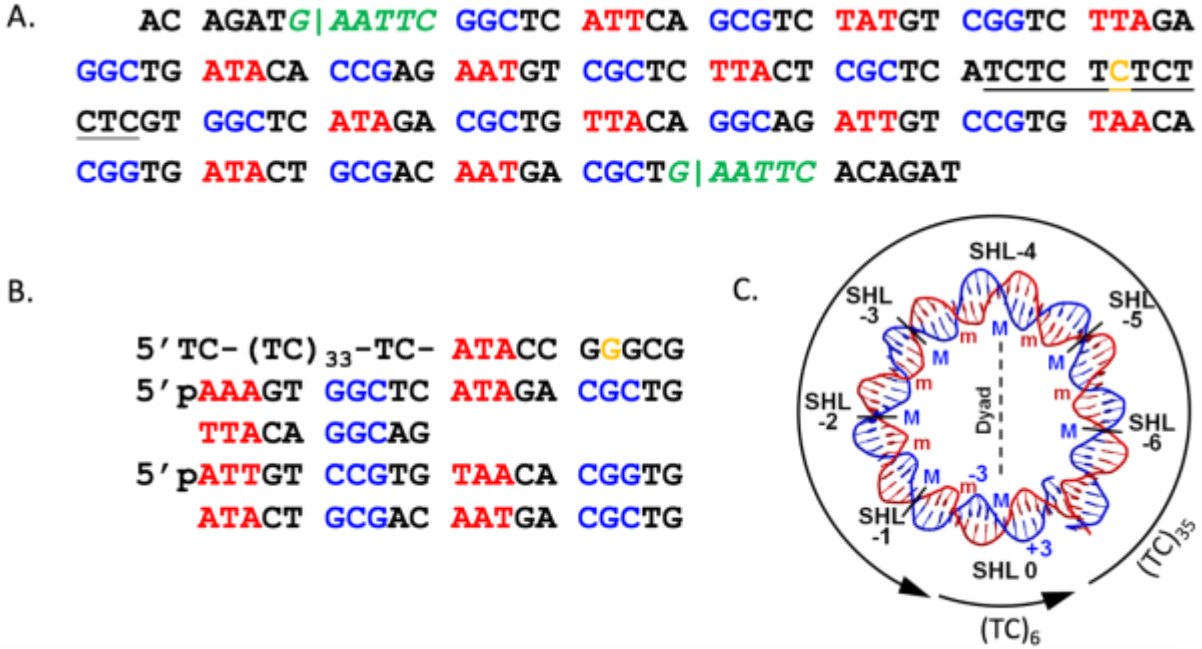 A.
AC AGATG|AATTC GGCTC ATTCA GCGTC TATGT CGGTC TTAGA
GGCTG ATACA CCGAG AATGT CGCTC TTACT CGCTC ATCTC TCTCT
CTCGT GGCTC ATAGA CGCTG TTACA GGCAG ATTGT CCGTG TAACA
CGGTG ATACT GCGAC AATGA CGCTG|AATTC ACAGAT
B.
5’TC-(TC)33-TC- ATACC GGGCG
5’pAAAGT GGCTC ATAGA CGCTG
TTACA GGCAG
5’pATTGT CCGTG TAACA CGGTG
ATACT GCGAC AATGA CGCTG
C.
SHL-4
SHL
-3
SHL
-5
M
m
m
M
M
m
m
SHL
-2
M
Dyad
M
SHL
-6
m
M
-3
m
M
SHL
-1
+3
SHL 0
(TC)35
(TC)6